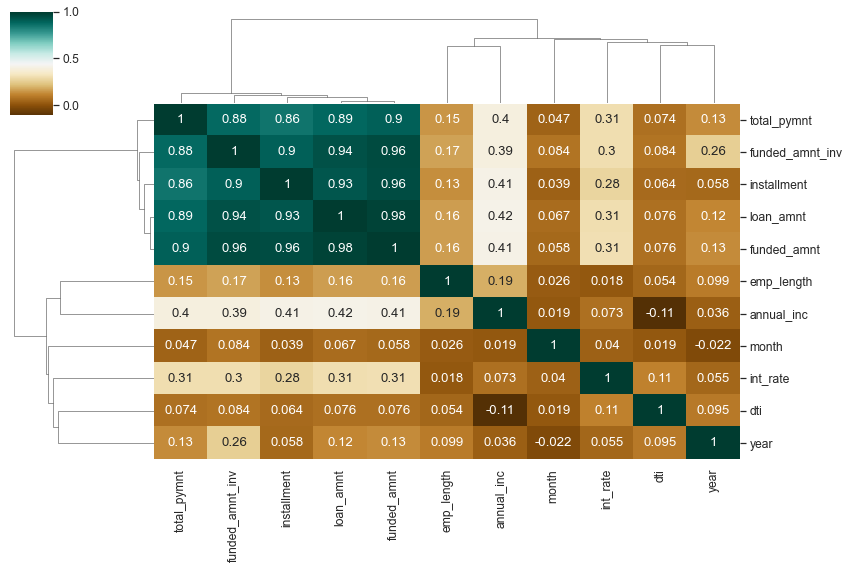 1.0
0.0
1 0.88 0.86 0.89 0.9 0.15 0.4 0.047 0.31 0.074 0.13 total_pymnt
0.88 1 0.9 0.94 0.96 0.17 0.39 0.084 0.3 0.084 0.26 funded_amnt_inv
0.86 0.9 1 0.93 0.96 0.13 0.41 0.039 0.28 0.064 0.058 installment
0.89 0.94 0.93 1 0.98 0.16 0.42 0.067 0.31 0.076 0.12 loan_amnt
0.9 0.96 0.96 0.98 1 0.16 0.41 0.058 0.31 0.076 0.13 funded_amnt
0.15 0.17 0.13 0.16 0.16 1 0.19 0.026 0.018 0.054 0.099 emp_length
0.4 0.39 0.41 0.42 0.41 0.19 1 0.019 0.073 -0.11 0.036 annual_inc
0.047 0.084 0.039 0.067 0.058 0.026 0.019 1 0.04 0.019 -0.022 month
0.31 0.3 0.28 0.31 0.31 0.018 0.073 0.04 1 0.11 0.055 int_rate
0.074 0.084 0.064 0.076 0.076 0.054 -0.11 0.019 0.11 1 0.095 dti
0.13 0.26 0.058 0.12 0.13 0.099 0.036 -0.022 0.055 0.095 1 year
total_pymnt
funded_amnt_inv
installment
loan_amnt
funded_amnt
emp_length
annual_inc
month
int_rate
dti
year